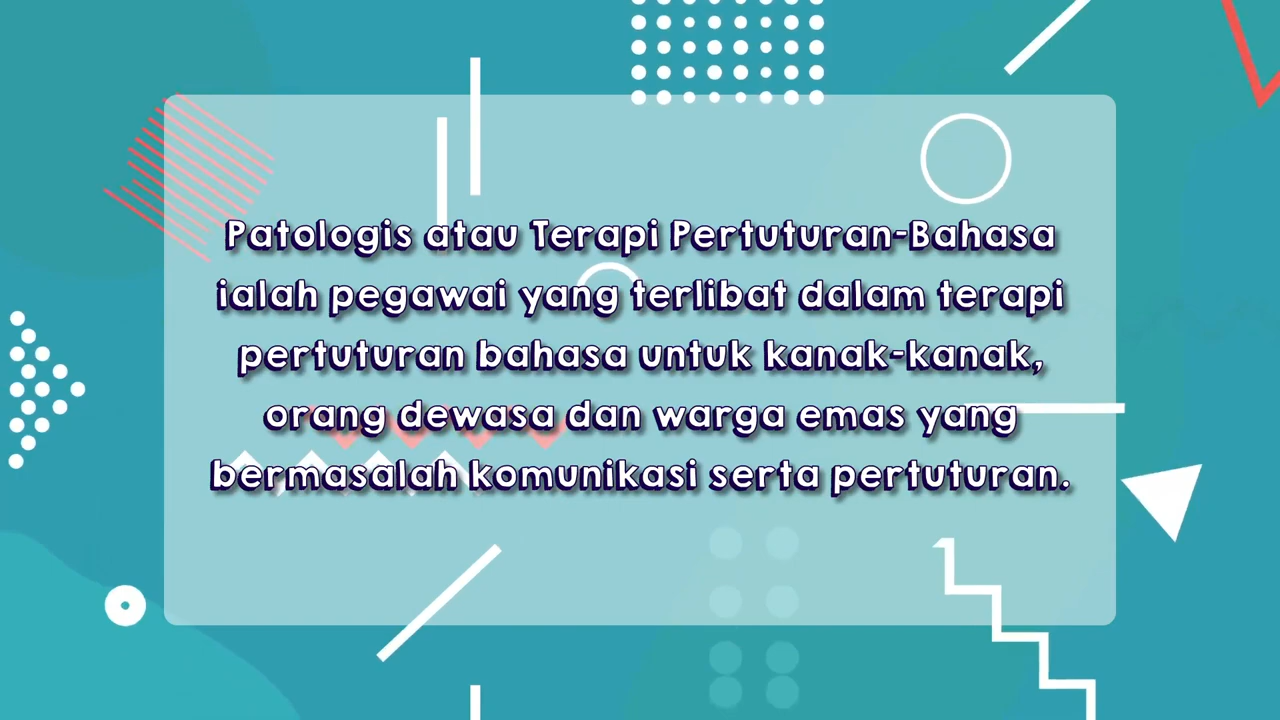 Patologis atau Terapi Pertuturan-Bahasa
ialah pegawai yang terlibat dalam terapi
pertuturan bahasa untuk kanak-kanak,
orang dewasa dan warga emas yang
bermasalah komunikasi serta pertuturan.